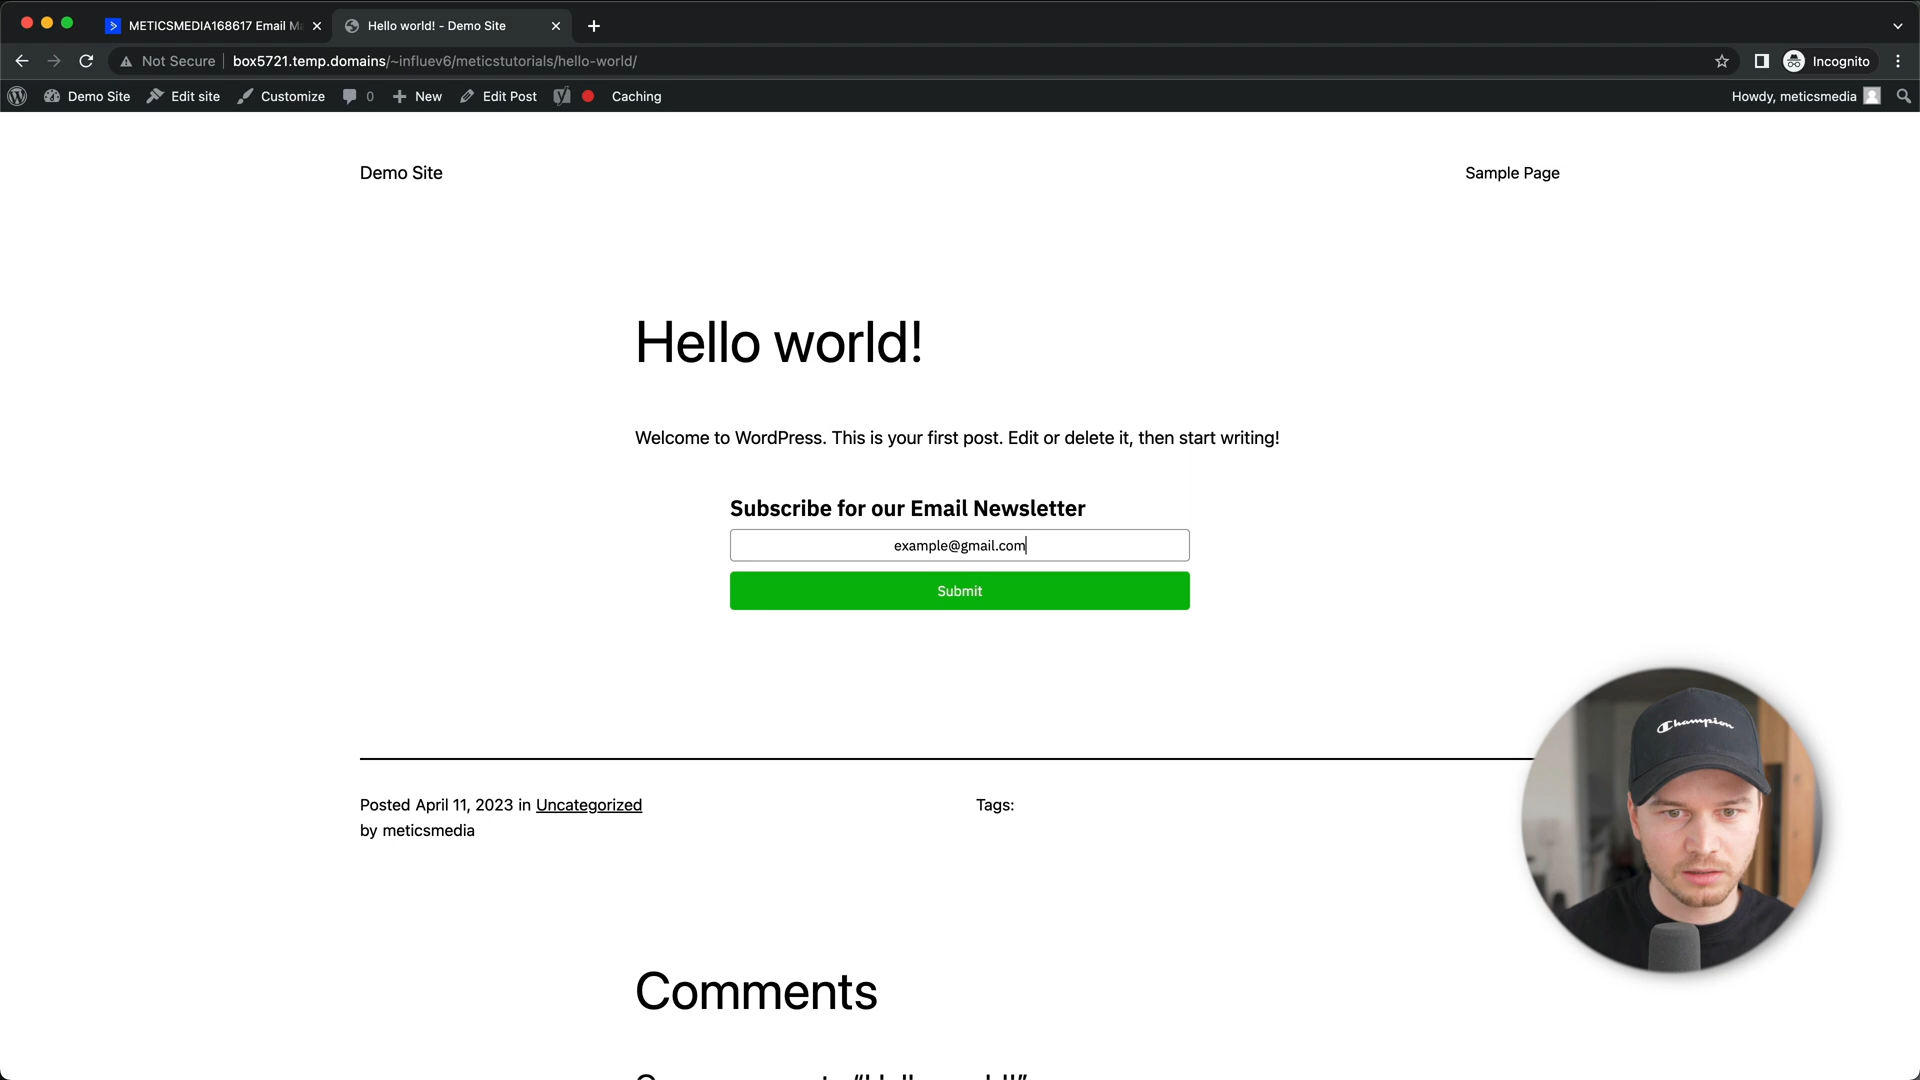 METICSMEDIA168617 Email Ma
Hello world! - Demo Site
Not Secure
box5721.temp.domains/~influev6/meticstutorials/hello-world/
Incognito
Demo Site
Edit site
Customize
0
New
Edit Post
Caching
Howdy, meticsmedia
Demo Site
Sample Page
Hello world!
Welcome to WordPress. This is your first post. Edit or delete it, then start writing!
Subscribe for our Email Newsletter
example@gmail.com
Submit
Champion
Posted April 11, 2023 in Uncategorized
by meticsmedia
Tags:
Comments